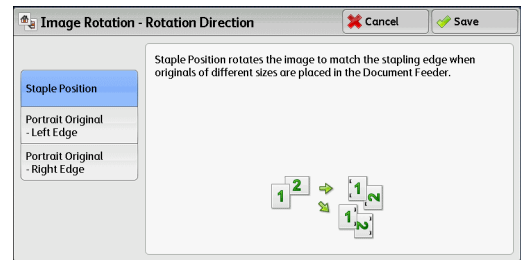 Image Rotation - Rotation Direction
Cancel
Save
Staple Position rotates the image to match the stapling edge when
originals of different sizes are placed in the Document Feeder.
Staple Position
Portrait Original
- Left Edge
Portrait Original
- Right Edge
1 2
1 2
1 2